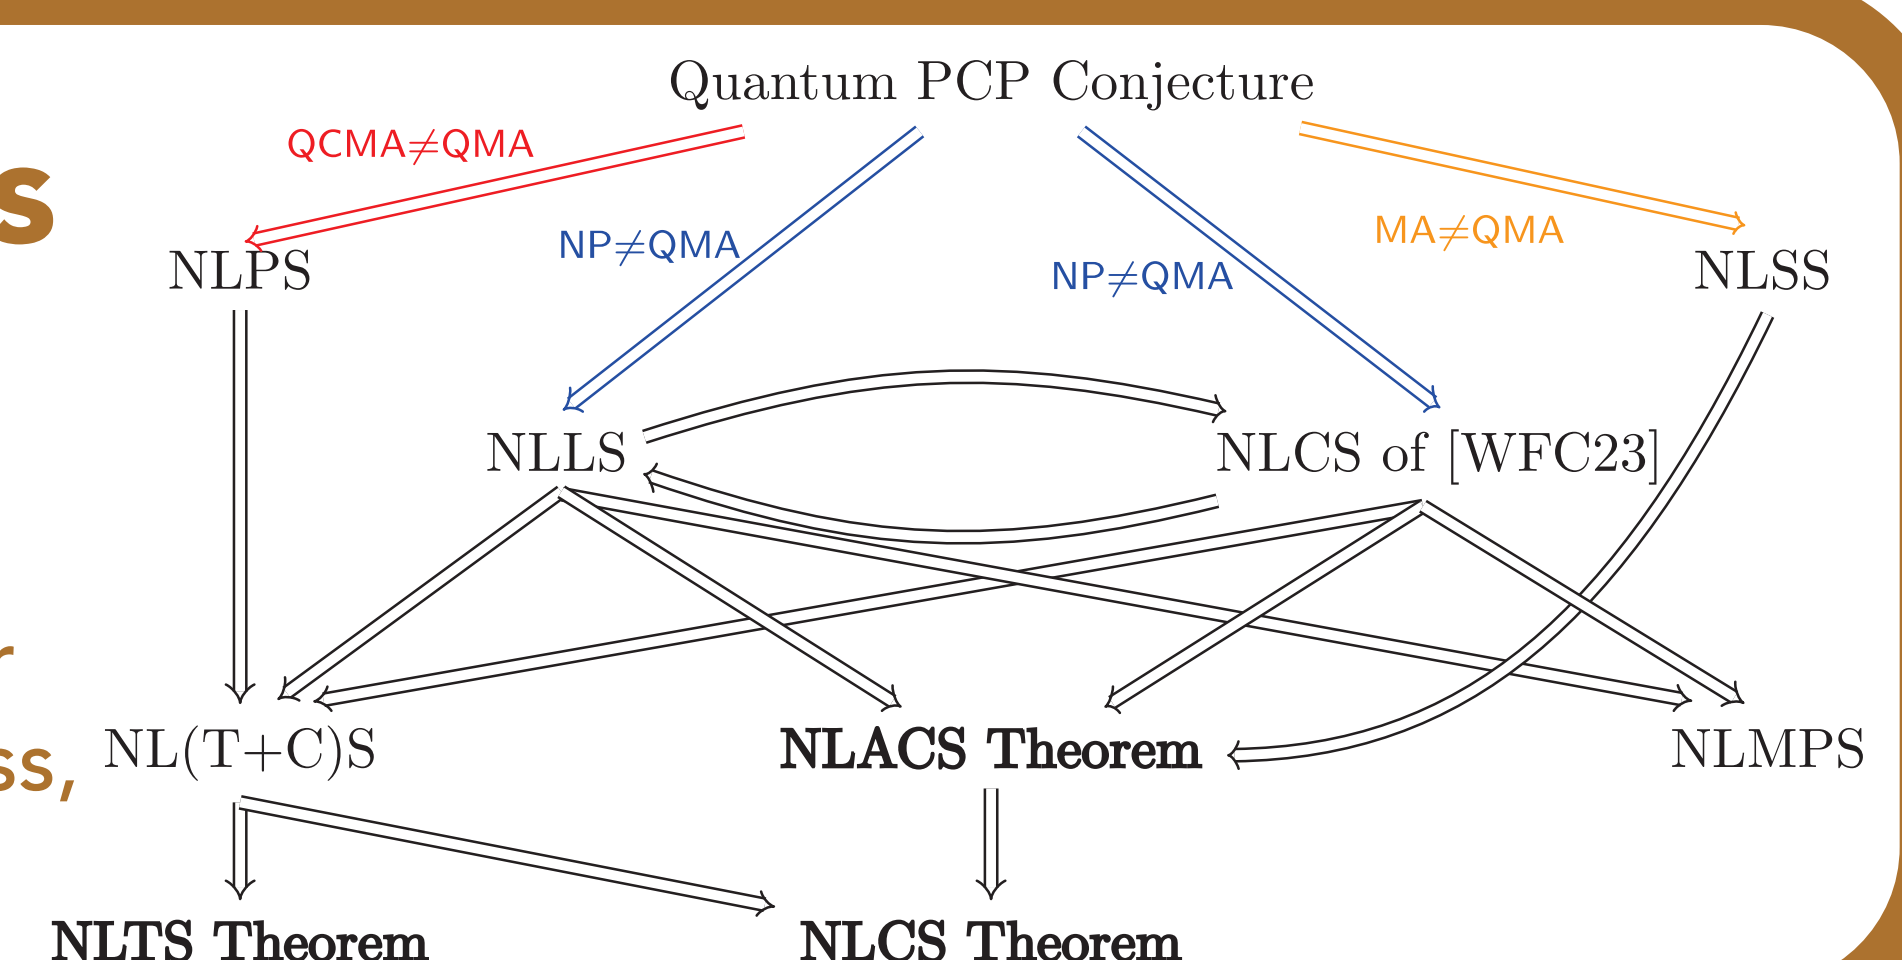 Quantum PCP Conjecture
QCMA≠QMA
s
MA≠QMA
NP≠QMA
NP≠QMA
NLPS
NLSS
NLLS
NLCS of [WFC23]
r
ss,
NL(T+C)S
NLACS Theorem
NLMPS
NLTS Theorem
NLCS Theorem